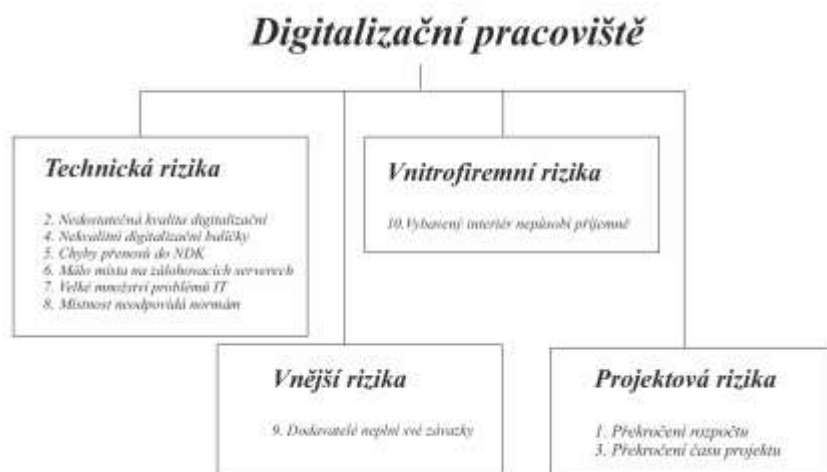 Digitalizační pracoviště
Technická rizika
2. Nedostatečná kvalita digitalizační
4. Nekvalitní digitalizační balíčky
5. Chyby přenosů do NDK
6. Málo místa na zálohovacích serverech
7. Velké množství problémů IT
8. Místnost neodpovídá normám
Vnitrofiremní rizika
10.Vybavený interiér nepůsobí příjemně
Vnější rizika
9. Dodavatelé neplní své závazky
Projektová rizika
1. Překročení rozpočtu
3. Překročení času projektu